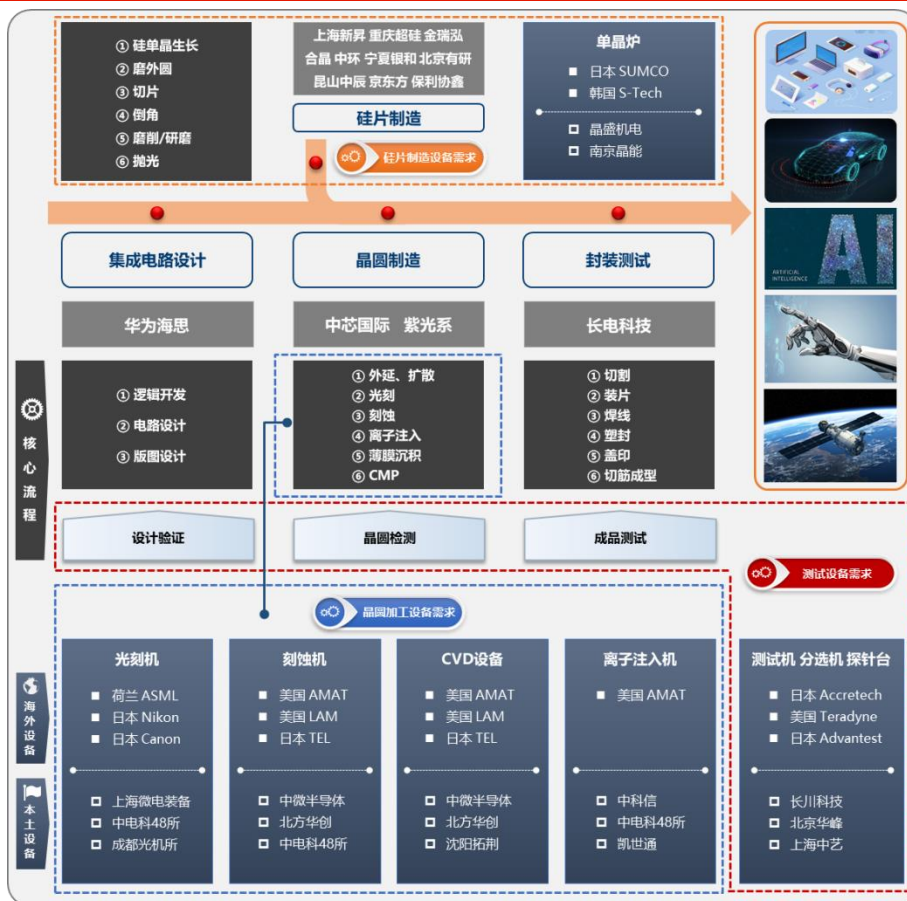 ① 硅单晶生长
② 磨外圆
③ 切片
④ 倒角
⑤ 磨削/研磨
⑥ 抛光
上海新昇 重庆超硅 金瑞泓
合晶 中环 宁夏银和 北京有研
昆山中辰 京东方 保利协鑫
硅片制造
硅片制造设备需求
单晶炉
■ 日本 SUMCO
■ 韩国 S-Tech
晶盛机电
南京晶能
集成电路设计
晶圆制造
封装测试
ARTIFICIAL
INTELLIGENCE
AI
华为海思
中芯国际 紫光系
长电科技
核心流程
① 逻辑开发
② 电路设计
③ 版图设计
① 外延、扩散
② 光刻
③ 刻蚀
④ 离子注入
⑤ 薄膜沉积
⑥ CMP
① 切割
② 装片
③ 焊线
④ 塑封
⑤ 盖印
⑥ 切筋成型
设计验证
晶圆检测
成品测试
测试设备需求
晶圆加工设备需求
海外设备
本土设备
光刻机
■ 荷兰 ASML
■ 日本 Nikon
■ 日本 Canon
上海微电装备
中电科48所
成都光机所
刻蚀机
■ 美国 AMAT
■ 美国 LAM
■ 日本 TEL
中微半导体
北方华创
中电科48所
CVD设备
■ 美国 AMAT
■ 美国 LAM
■ 日本 TEL
中微半导体
北方华创
沈阳拓荆
离子注入机
■ 美国 AMAT
中科信
中电科48所
凯世通
测试机 分选机 探针台
■ 日本 Accretech
■ 美国 Teradyne
■ 日本 Advantest
长川科技
北京华峰
上海中艺